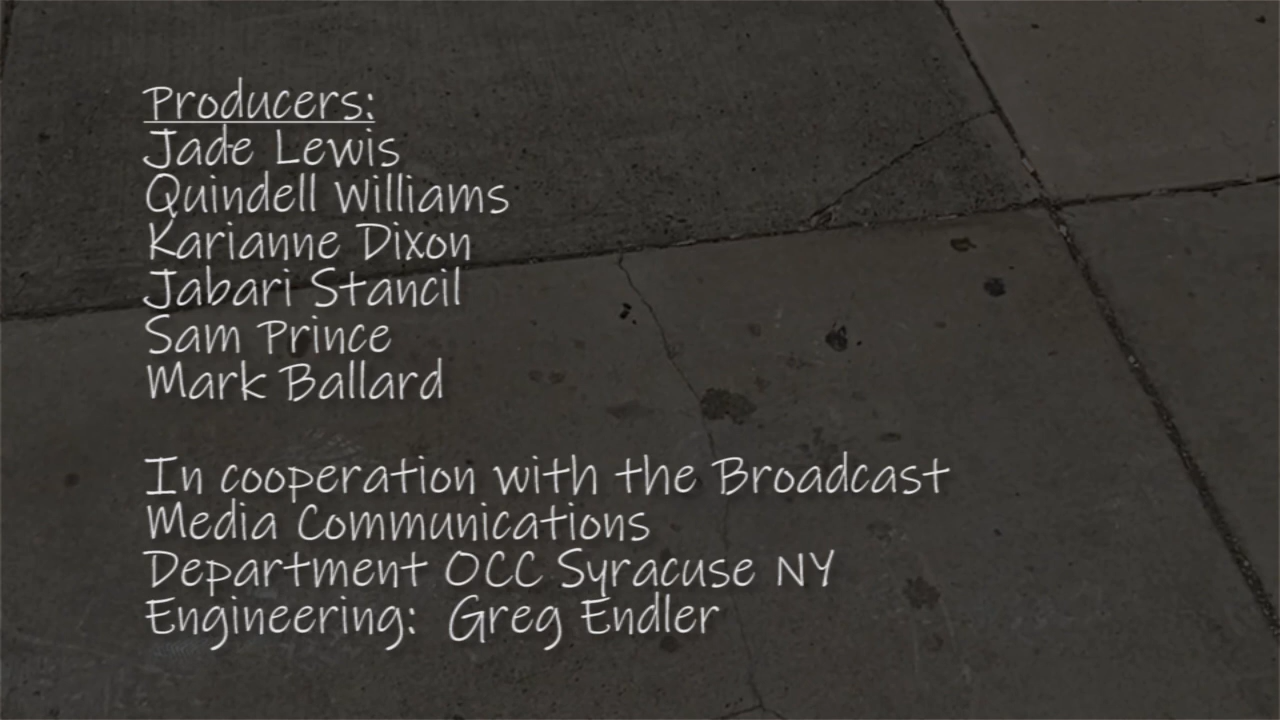 Producers:
Jade Lewis
Quindell Williams
Karianne Dixon
Jabari Stancil
Sam Prince
Mark Ballard
In cooperation with the Broadcast
Media Communications
Department OCC Syracuse NY
Engineering: Greg Endler